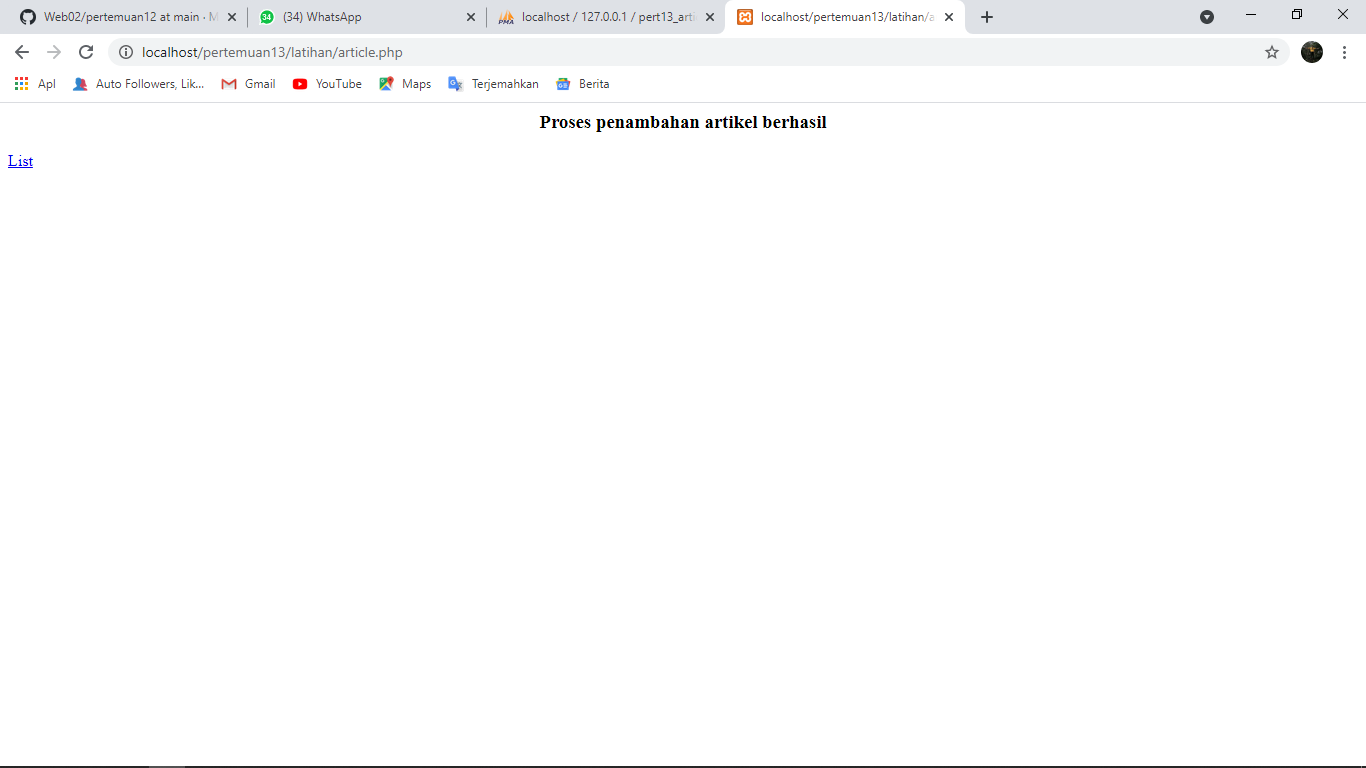 Web02/pertemuan12 at main · M
(34) WhatsApp
localhost / 127.0.0.1 / pert13_arti
localhost/pertemuan13/latihan/a
localhost/pertemuan13/latihan/article.php
Apl
Auto Followers, Lik...
Gmail
YouTube
Maps
Terjemahkan
Berita
Proses penambahan artikel berhasil
List